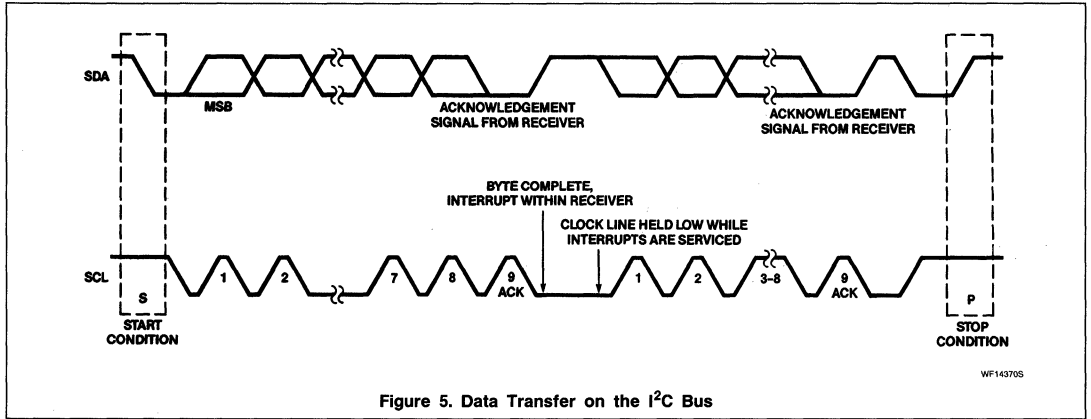 SDA
MSB
ACKNOWLEDGEMENT
SIGNAL FROM RECEIVER
ACKNOWLEDGEMENT
SIGNAL FROM RECEIVER
BYTE COMPLETE,
INTERRUPT WITHIN RECEIVER
CLOCK LINE HELD LOW WHILE
INTERRUPTS ARE SERVICED
SCL
S
1
2
7
8
9
ACK
1
2
3-8
9
ACK
P
START
CONDITION
STOP
CONDITION
WF14370S
Figure 5. Data Transfer on the I²C Bus